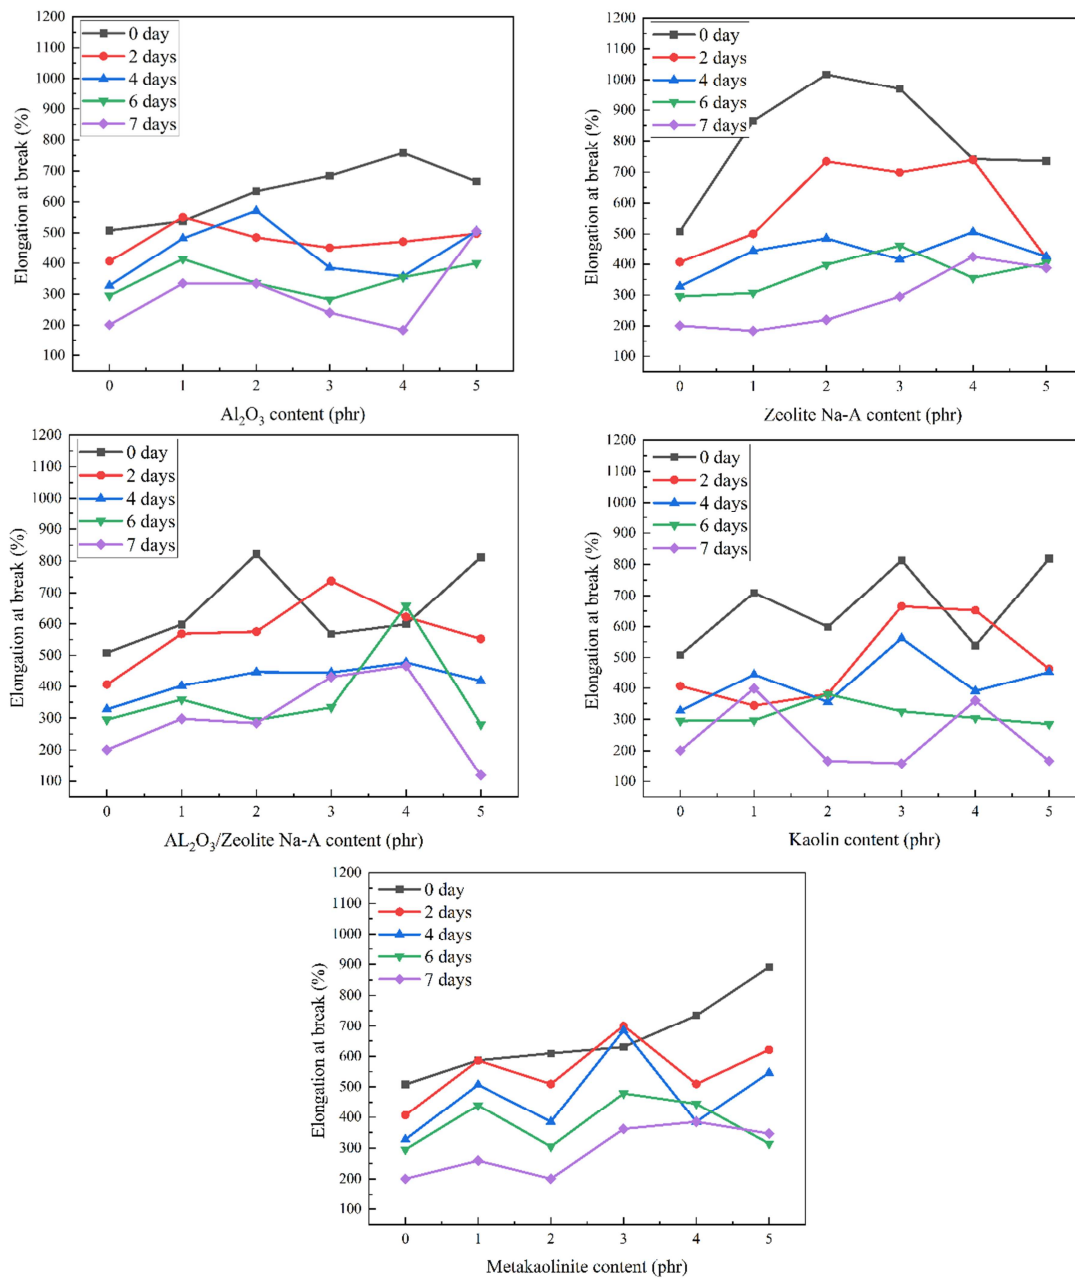 1200
1100
1000
900
800
700
600
500
400
300
200
100
Elongation at break (%)
0 day
2 days
4 days
6 days
7 days
0 1 2 3 4 5
Al₂O₃ content (phr)
1200
1100
1000
900
800
700
600
500
400
300
200
100
Elongation at break (%)
0 day
2 days
4 days
6 days
7 days
0 1 2 3 4 5
Zeolite Na-A content (phr)
1200
1100
1000
900
800
700
600
500
400
300
200
100
Elongation at break (%)
0 day
2 days
4 days
6 days
7 days
0 1 2 3 4 5
AL₂O₃/Zeolite Na-A content (phr)
1200
1100
1000
900
800
700
600
500
400
300
200
100
Elongation at break (%)
0 day
2 days
4 days
6 days
7 days
0 1 2 3 4 5
Kaolin content (phr)
1200
1100
1000
900
800
700
600
500
400
300
200
100
Elongation at break (%)
0 day
2 days
4 days
6 days
7 days
0 1 2 3 4 5
Metakaolinite content (phr)